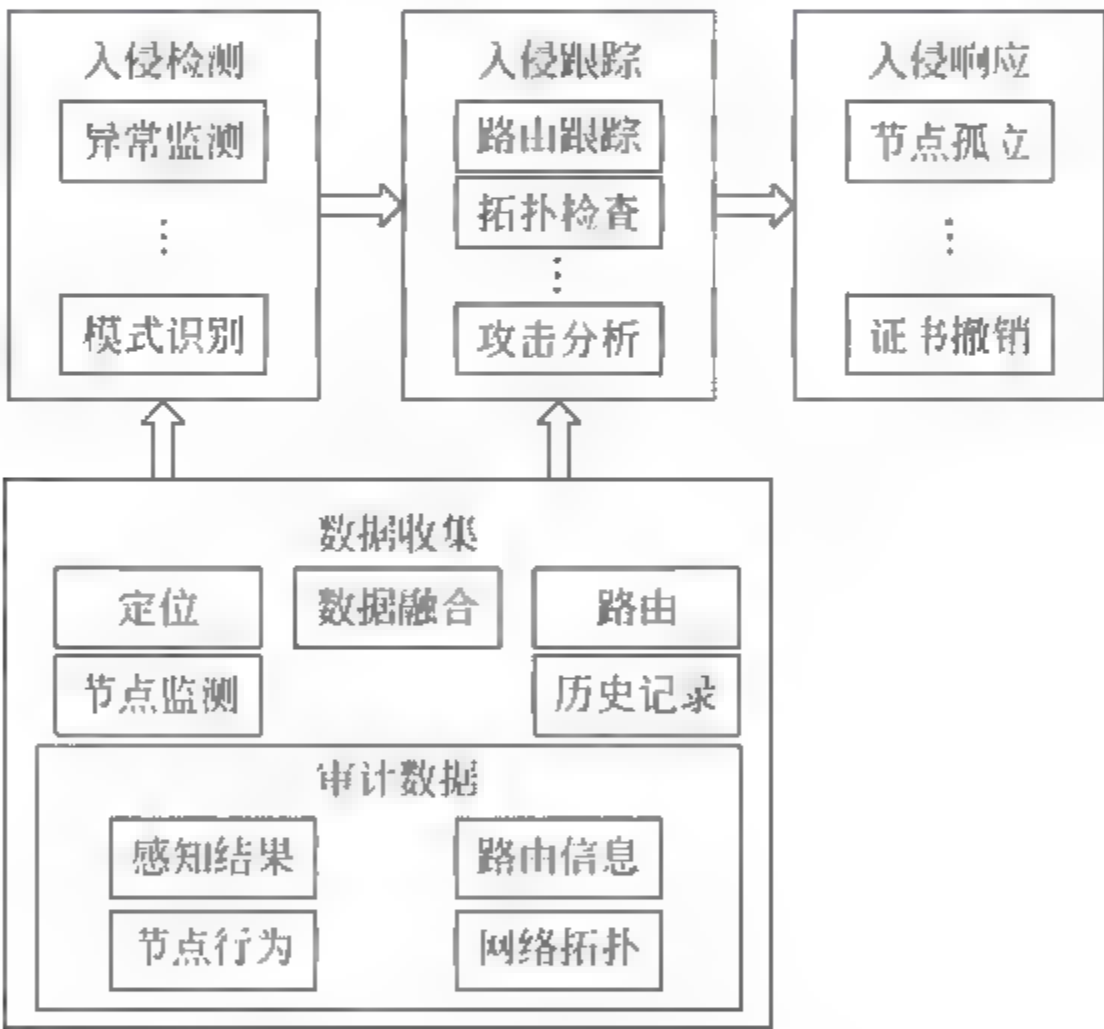 入侵检测
异常监测
⋮
模式识别
入侵跟踪
路由跟踪
拓扑检查
⋮
攻击分析
入侵响应
节点孤立
⋮
证书撤销
数据收集
定位
数据融合
路由
节点监测
历史记录
审计数据
感知结果
路由信息
节点行为
网络拓扑